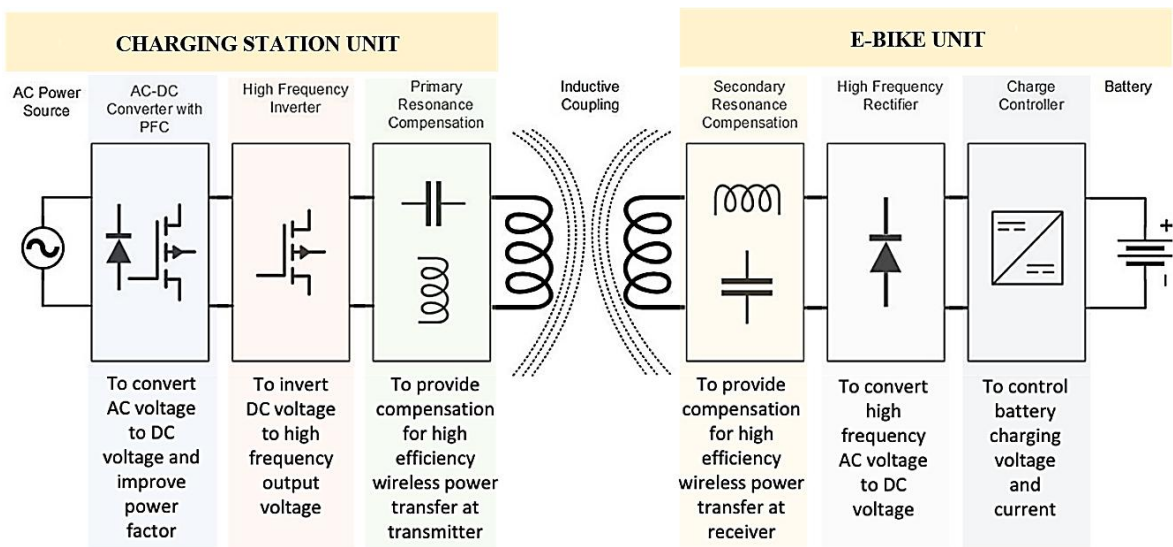 CHARGING STATION UNIT
E-BIKE UNIT
AC Power
Source
AC-DC
Converter with
PFC
High Frequency
Inverter
Primary
Resonance
Compensation
Inductive
Coupling
Secondary
Resonance
Compensation
High Frequency
Rectifier
Charge
Controller
Battery
+
-
To convert
AC voltage
to DC
voltage and
improve
power
factor
To invert
DC voltage
to high
frequency
output
voltage
To provide
compensation
for high
efficiency
wireless power
transfer at
transmitter
To provide
compensation
for high
efficiency
wireless power
transfer at
receiver
To convert
high
frequency
AC voltage
to DC
voltage
To control
battery
charging
voltage
and
current